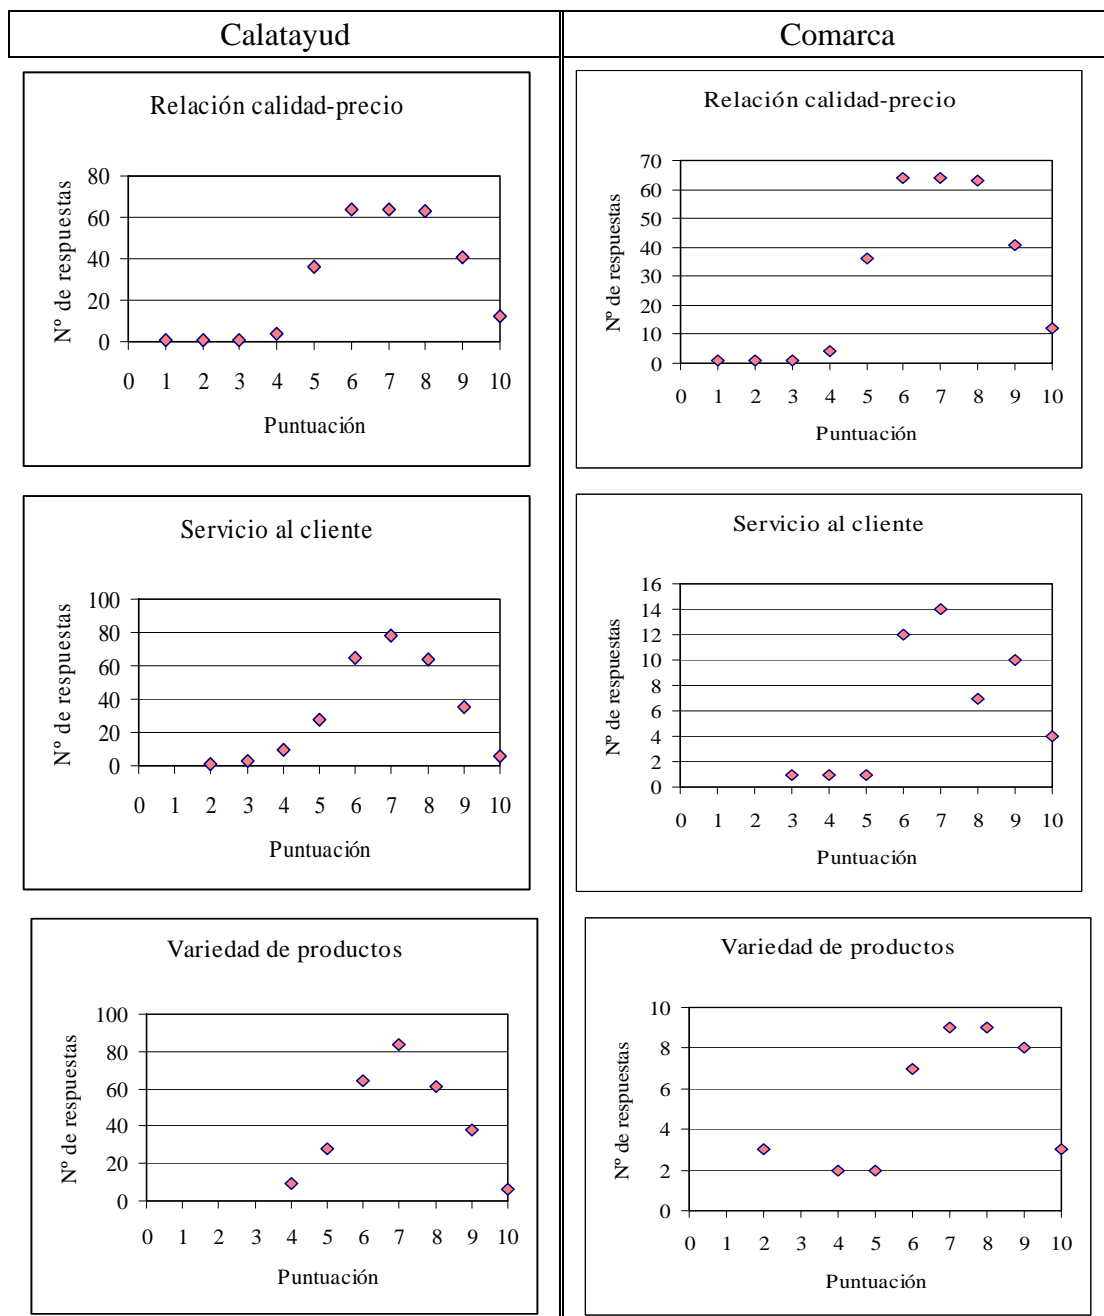 Calatayud
Comarca
Relación calidad-precio
Nº de respuestas
80
60
40
20
0
0 1 2 3 4 5 6 7 8 9 10
Puntuación
Relación calidad-precio
Nº de respuestas
70
60
50
40
30
20
10
0
0 1 2 3 4 5 6 7 8 9 10
Puntuación
Servicio al cliente
Nº de respuestas
100
80
60
40
20
0
0 1 2 3 4 5 6 7 8 9 10
Puntuación
Servicio al cliente
Nº de respuestas
16
14
12
10
8
6
4
2
0
0 1 2 3 4 5 6 7 8 9 10
Puntuación
Variedad de productos
Nº de respuestas
100
80
60
40
20
0
0 1 2 3 4 5 6 7 8 9 10
Puntuación
Variedad de productos
Nº de respuestas
10
8
6
4
2
0
0 1 2 3 4 5 6 7 8 9 10
Puntuación